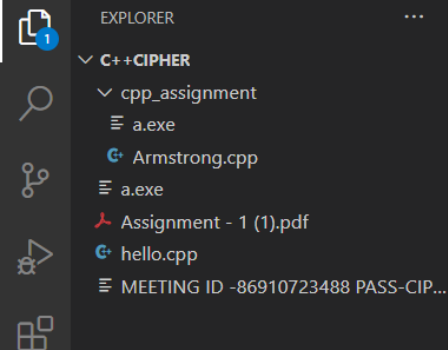 EXPLORER ...
1
C++CIPHER
cpp_assignment
a.exe
Armstrong.cpp
a.exe
Assignment - 1 (1).pdf
hello.cpp
MEETING ID -86910723488 PASS-CIP...